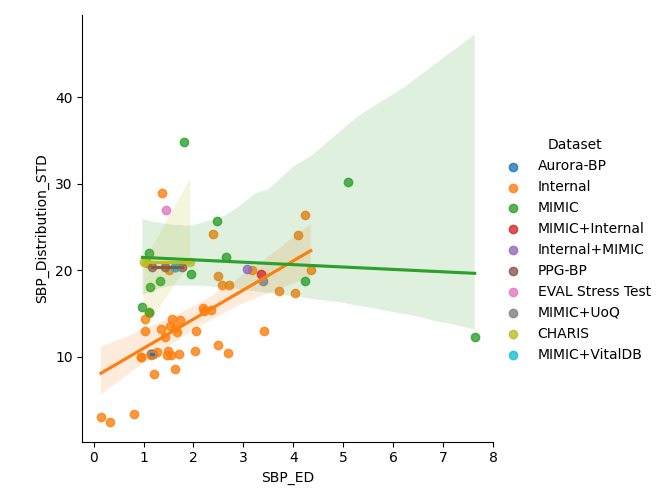 SBP_Distribution_STD
40
30
20
10
0 1 2 3 4 5 6 7 8
SBP_ED
Dataset
Aurora-BP
Internal
MIMIC
MIMIC+Internal
Internal+MIMIC
PPG-BP
EVAL Stress Test
MIMIC+UoQ
CHARIS
MIMIC+VitalDB